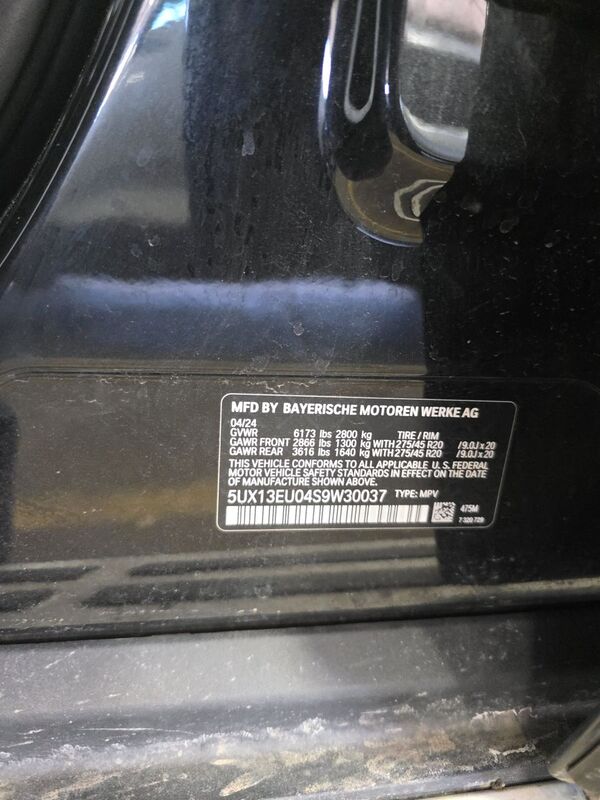 MFD BY BAYERISCHE MOTOREN WERKE AG
04/24
GVWR 6173 lbs 2800 kg TIRE / RIM
GAWR FRONT 2866 lbs 1300 kg WITH 275/45 R20 /9.0J x 20
GAWR REAR 3616 lbs 1640 kg WITH 275/45 R20 /9.0J x 20
THIS VEHICLE CONFORMS TO ALL APPLICABLE U. S. FEDERAL
MOTOR VEHICLE SAFETY STANDARDS IN EFFECT ON THE
DATE OF MANUFACTURE SHOWN ABOVE.
5UX13EU04S9W30037 TYPE: MPV
475M
7 320 729